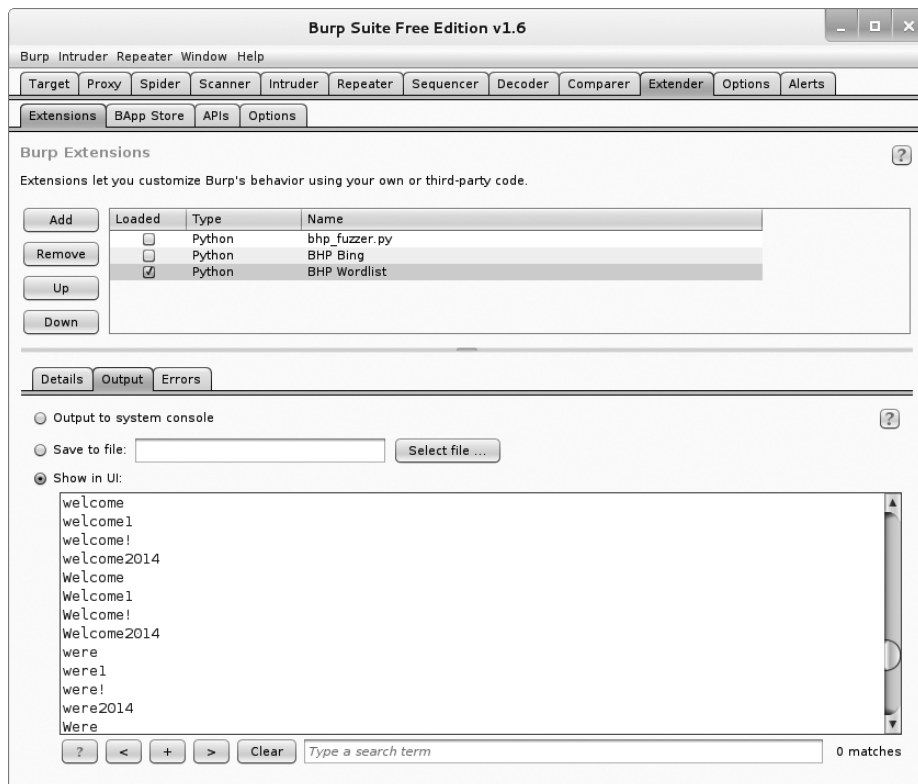 Burp Suite Free Edition v1.6
Burp Intruder Repeater Window Help
Target Proxy Spider Scanner Intruder Repeater Sequencer Decoder Comparer Extender Options Alerts
Extensions BApp Store APIs Options
Burp Extensions
?
Extensions let you customize Burp's behavior using your own or third-party code.
Add
Remove
Up
Down
Loaded Type Name
Python bhp_fuzzer.py
Python BHP Bing
Python BHP Wordlist
Details Output Errors
Output to system console
?
Save to file: Select file ...
Show in UI:
welcome
welcome1
welcome!
welcome2014
Welcome
Welcome1
Welcome!
Welcome2014
were
were1
were!
were2014
Were
? < + > Clear Type a search term 0 matches